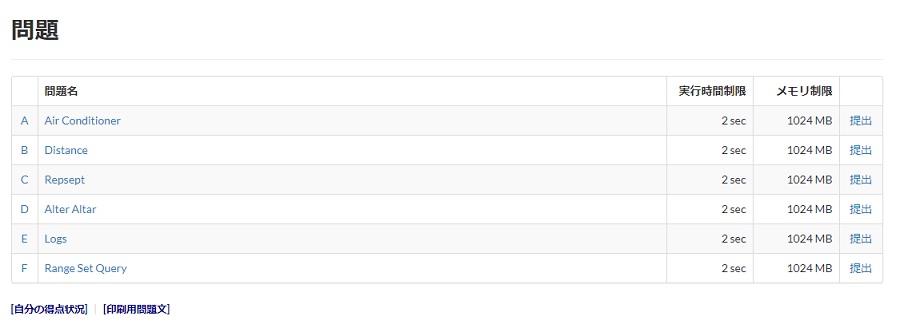 問題
問題名 実行時間制限 メモリ制限
A Air Conditioner 2 sec 1024 MB 提出
B Distance 2 sec 1024 MB 提出
C Repsept 2 sec 1024 MB 提出
D Alter Altar 2 sec 1024 MB 提出
E Logs 2 sec 1024 MB 提出
F Range Set Query 2 sec 1024 MB 提出
[自分の得点状況] | [印刷用問題文]